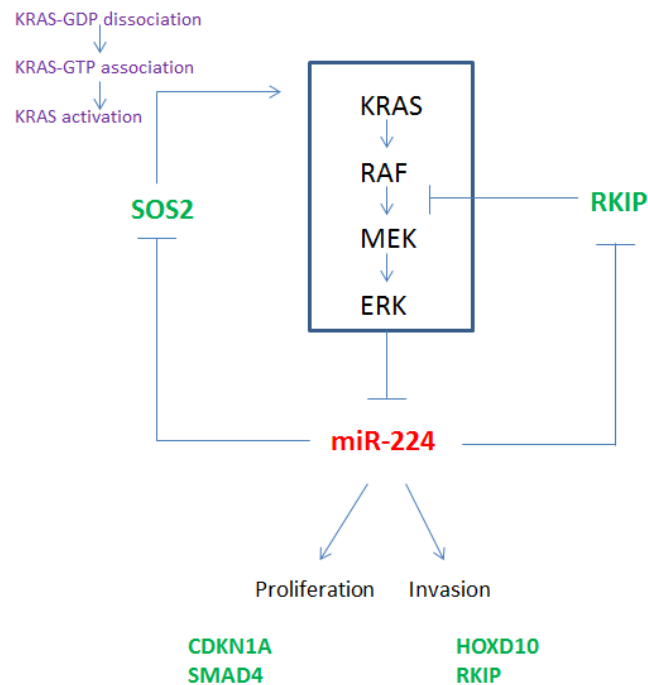 KRAS-GDP dissociation
KRAS-GTP association
KRAS activation
KRAS
RAF
MEK
ERK
SOS2
RKIP
miR-224
Proliferation
Invasion
CDKN1A
SMAD4
HOXD10
RKIP